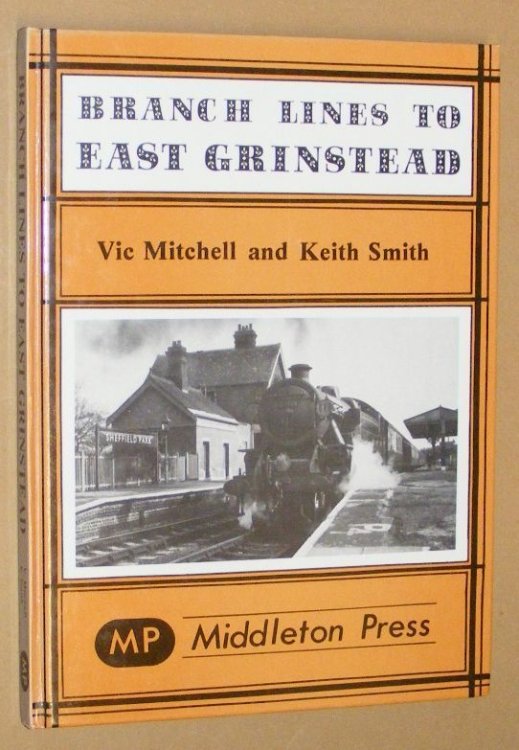 BRANCH LINES TO
EAST GRINSTEAD
Vic Mitchell and Keith Smith
SHEFFIELD PARK
MP Middleton Press
BRANCH LINES TO EAST GRINSTEAD
MP